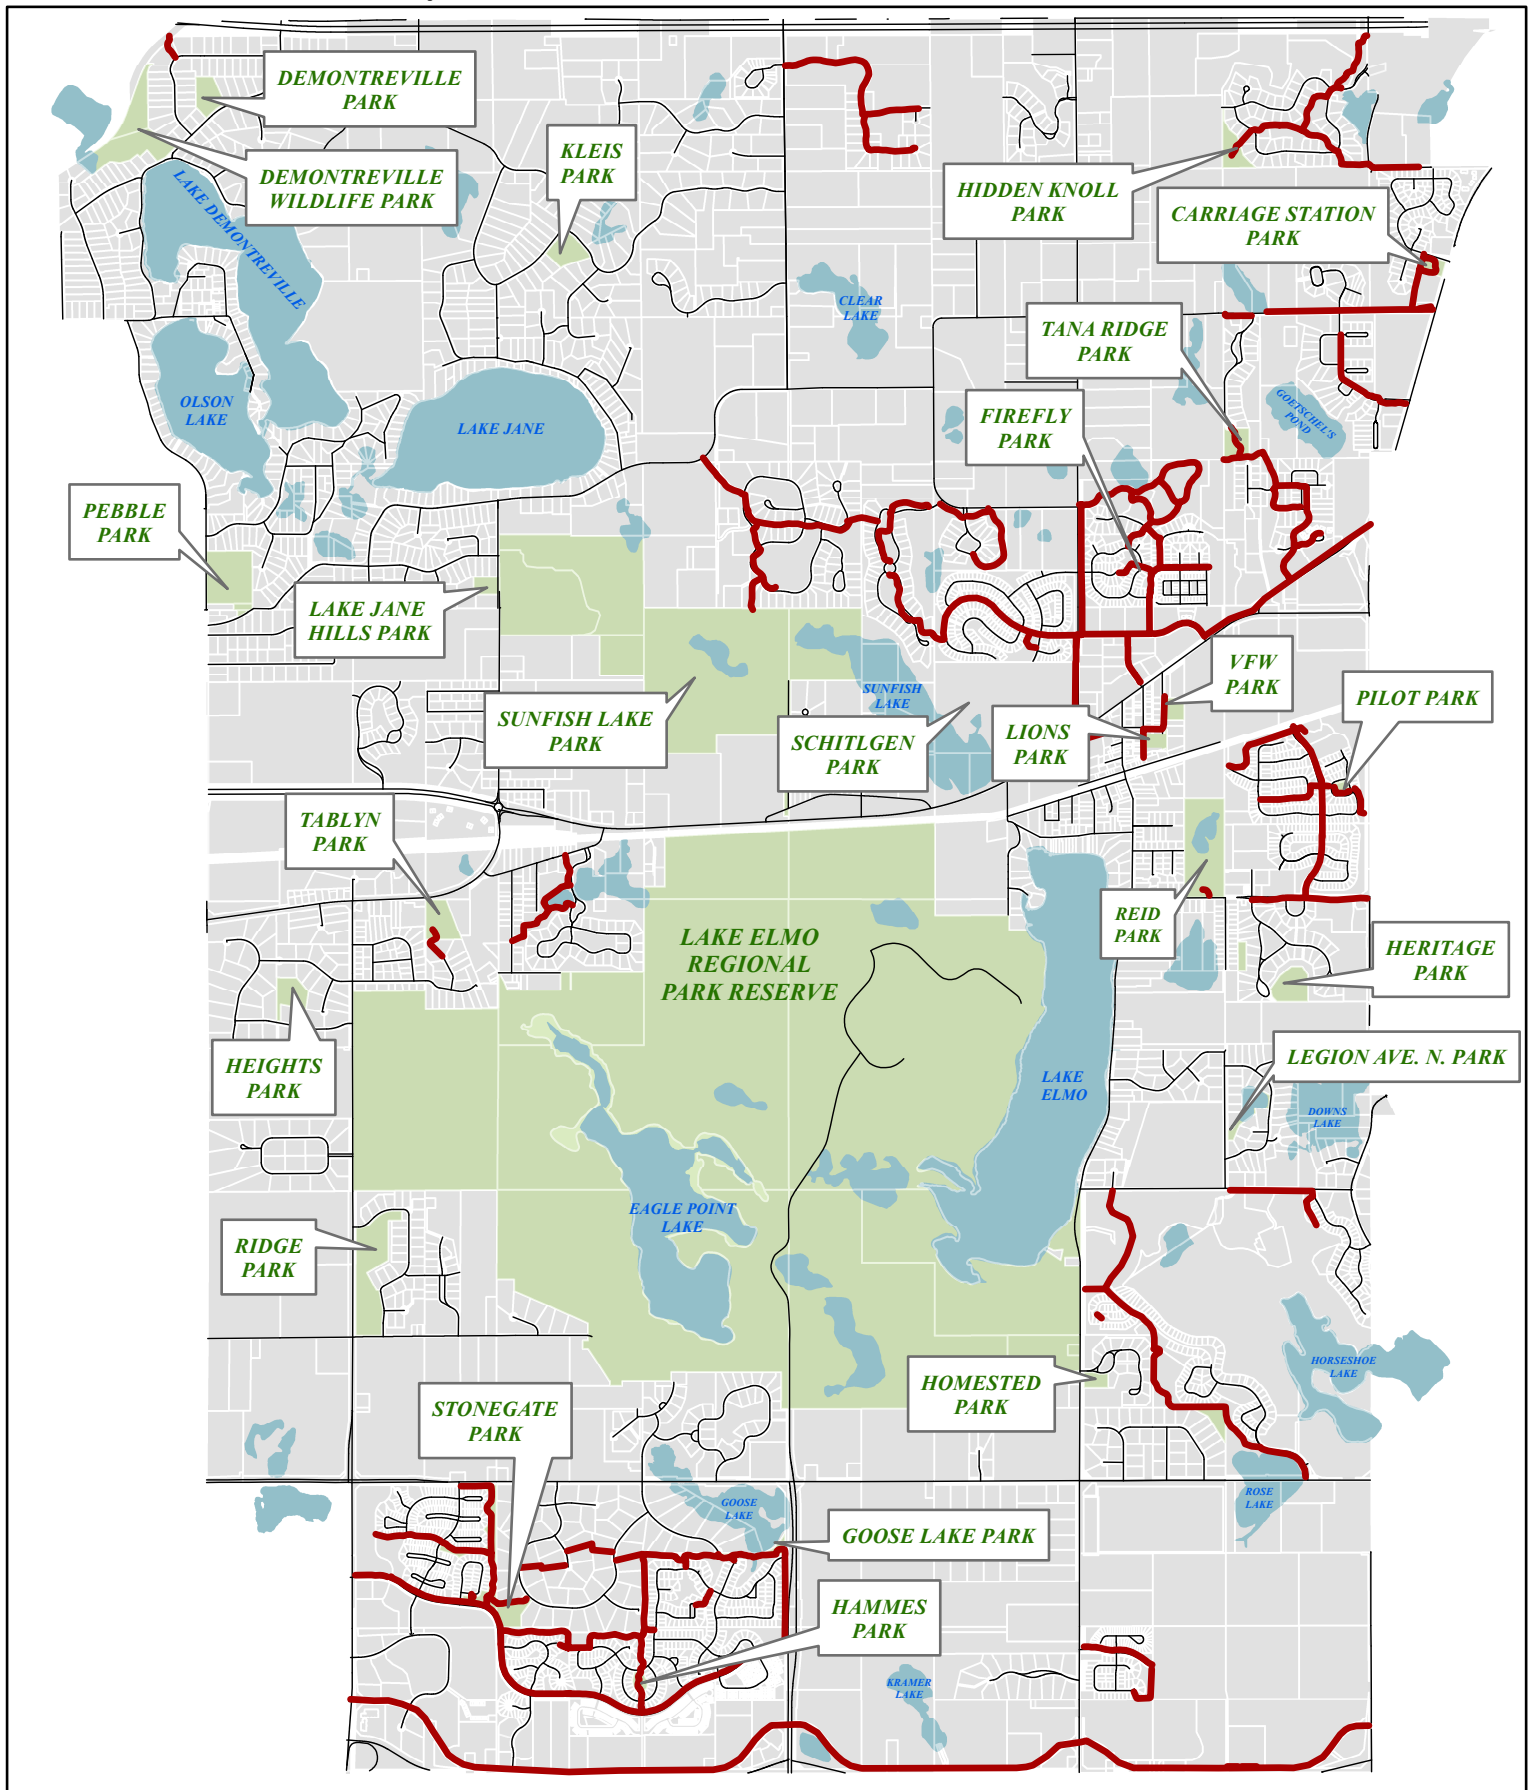 DEMONTREVILLE
PARK
KLEIS
PARK
DEMONTREVILLE
WILDLIFE PARK
HIDDEN KNOLL
PARK
CARRIAGE STATION
PARK
LAKE DEMONTREVILLE
CLEAR
LAKE
TANA RIDGE
PARK
OLSON
LAKE
LAKE JANE
FIREFLY
PARK
GOETSCHEL'S
POND
PEBBLE
PARK
LAKE JANE
HILLS PARK
VFW
PARK
SUNFISH LAKE
PARK
SUNFISH
LAKE
SCHITLGEN
PARK
LIONS
PARK
PILOT PARK
TABLYN
PARK
REID
PARK
LAKE ELMO
REGIONAL
PARK RESERVE
HERITAGE
PARK
HEIGHTS
PARK
LAKE
ELMO
LEGION AVE. N. PARK
DOWNS
LAKE
EAGLE POINT
LAKE
RIDGE
PARK
HORSESHOE
LAKE
HOMESTED
PARK
STONEGATE
PARK
GOOSE
LAKE
ROSE
LAKE
GOOSE LAKE PARK
HAMMES
PARK
KRAMER
LAKE